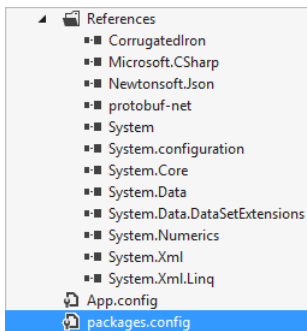 References
CorrugatedIron
Microsoft.CSharp
Newtonsoft.Json
protobuf-net
System
System.configuration
System.Core
System.Data
System.Data.DataSetExtensions
System.Numerics
System.Xml
System.Xml.Linq
App.config
packages.config